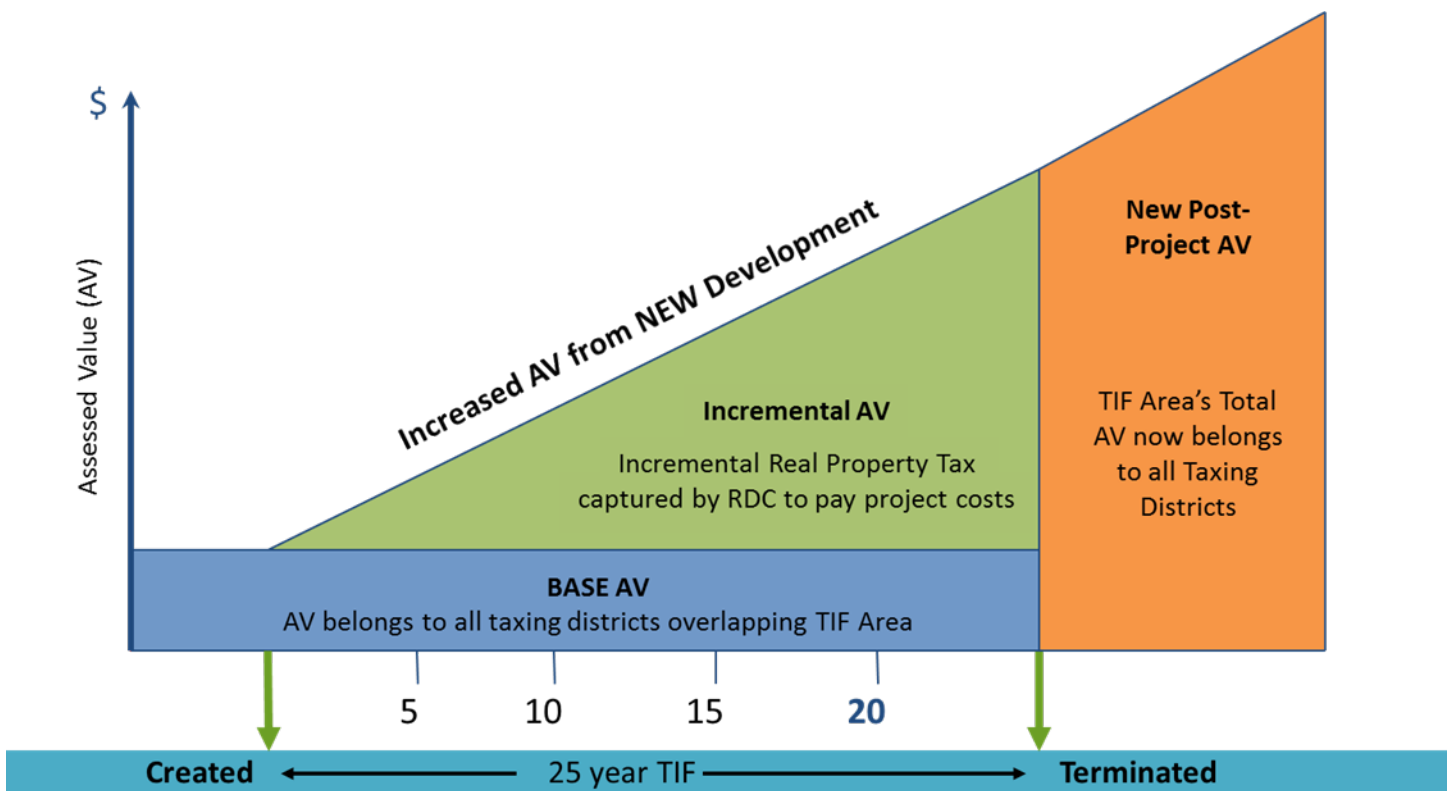 $
Assessed Value (AV)
Increased AV from NEW Development
New Post-
Project AV
Incremental AV
Incremental Real Property Tax
captured by RDC to pay project costs
TIF Area’s Total
AV now belongs
to all Taxing
Districts
BASE AV
AV belongs to all taxing districts overlapping TIF Area
5 10 15 20
Created 25 year TIF Terminated